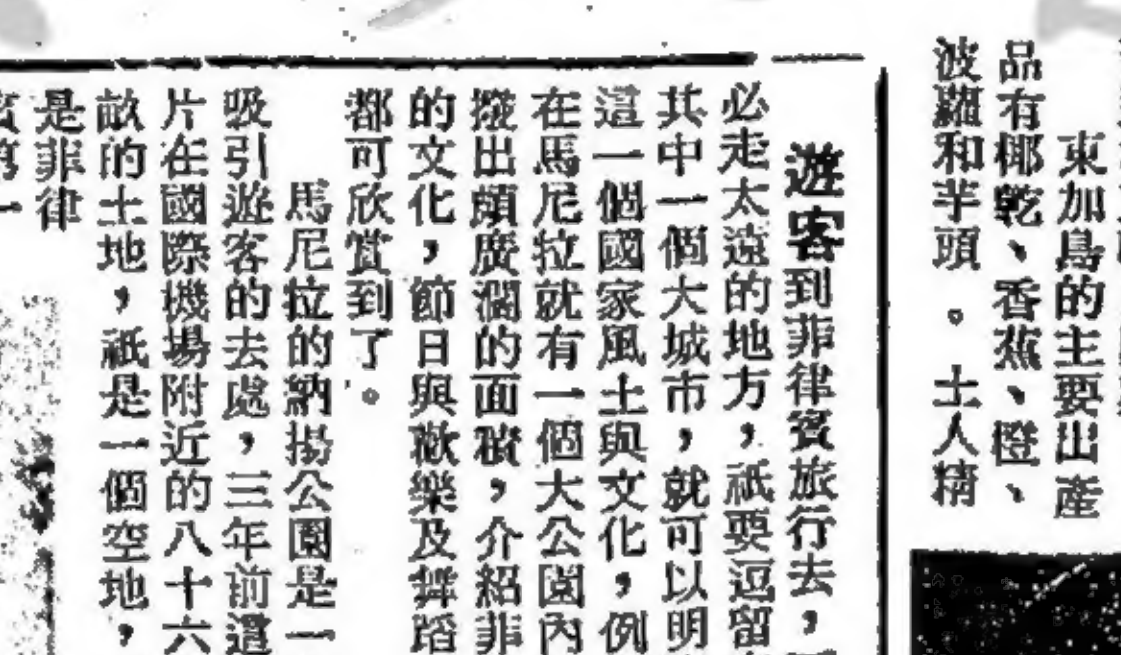 東加島的主要出產
品有椰乾、香蕉、橙、
波蘿和芋頭。土人精
遊客到菲律賓旅行去，
必走太遠的地方，祇要逗留
其中一個大城市，就可以明
這一個國家風土與文化，例
在馬尼拉就有一個大公園內
撥出頗廣濶的面積，介紹菲
的文化，節日與歡樂及舞蹈
都可欣賞到了。
馬尼拉的納揚公園是一
吸引遊客的去處，三年前還
片在國際機場附近的八十六
畝的土地，祇是一個空地，
是菲律
第一